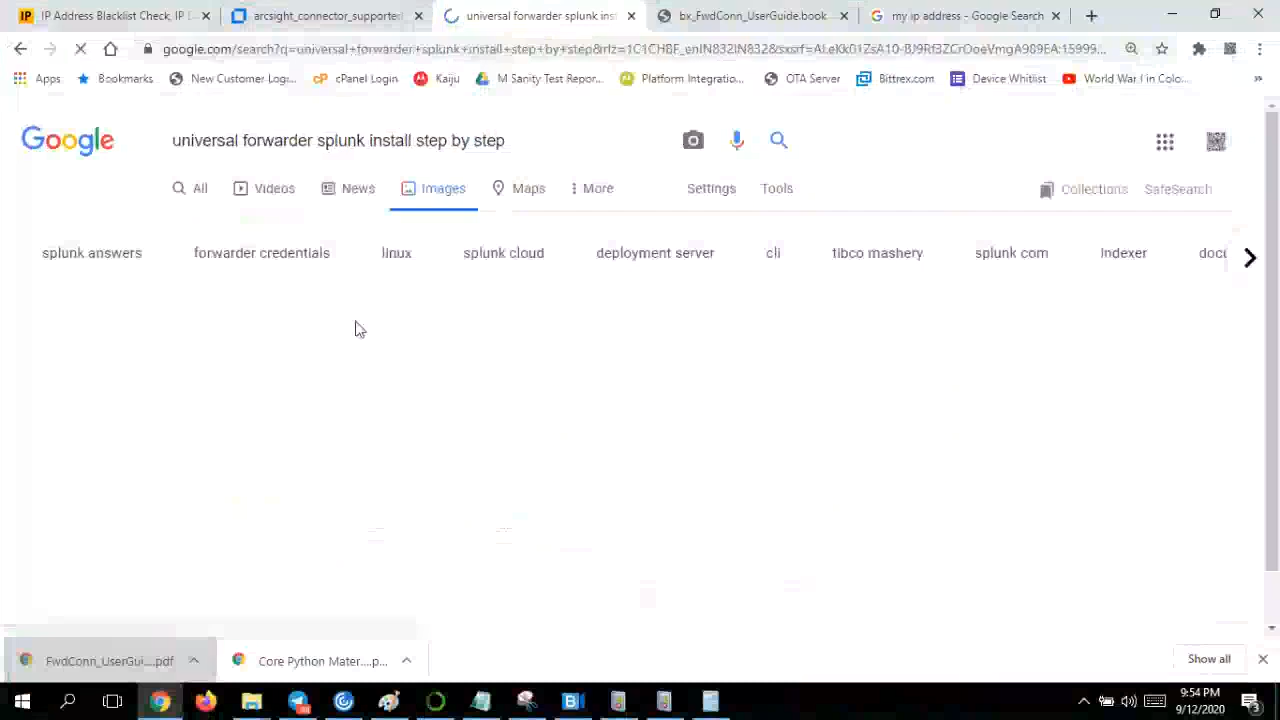 IP Address Blacklist Check, IP D
arcsight_connector_supported
universal forwarder splunk inst
bx_FwdConn_UserGuide.book
my ip address - Google Search
Apps
Bookmarks
New Customer Log...
cPanel Login
Kaiju
M Sanity Test Repor...
Platform Integratio...
OTA Server
Bittrex.com
Device Whitlist
World War I in Colo...
Google
universal forwarder splunk install step by step
All
Videos
News
Images
Maps
More
Settings
Tools
Collections
SafeSearch
splunk answers
forwarder credentials
linux
splunk cloud
deployment server
cli
tibco mashery
splunk com
indexer
FwdConn_UserGui....pdf
Core Python Mater....p...
Show all
9:54 PM
9/12/2020